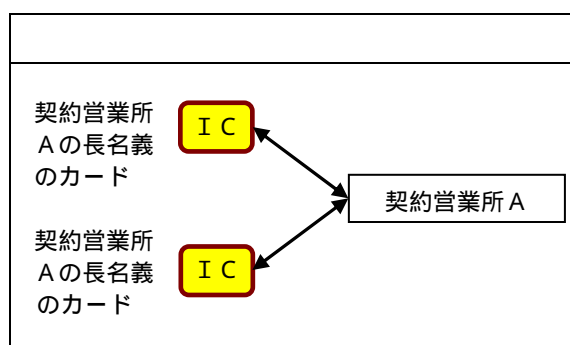 契約営業所
Ａの長名義
のカード
ＩＣ
契約営業所Ａ
契約営業所
Ａの長名義
のカード
ＩＣ